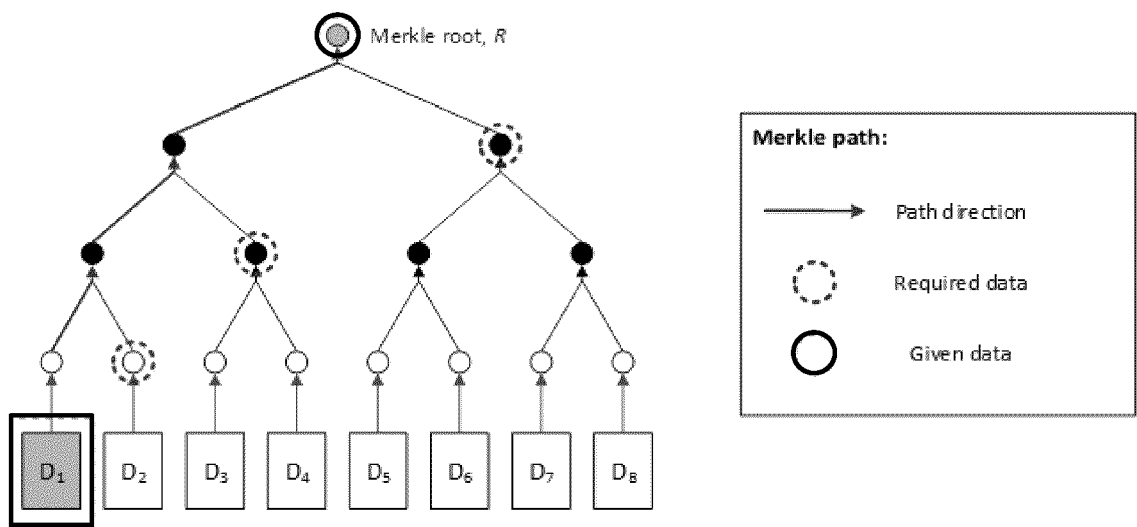 Merkle root, R
Merkle path:
Path direction
Required data
Given data
D1 D2 D3 D4 D5 D6 D7 D8